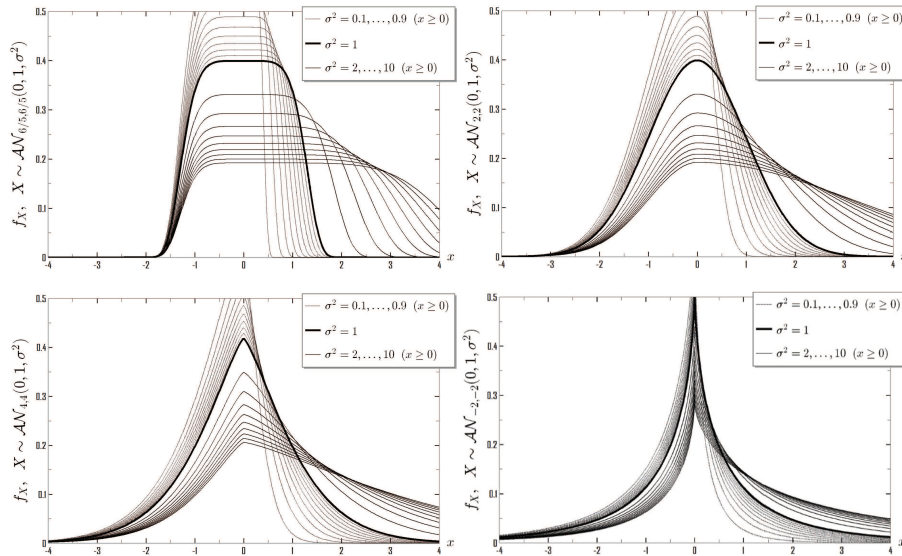 f_X, X ∼ 𝒜𝒩_{6/5,6/5}(0, 1, σ²)
0.5
0.4
0.3
0.2
0.1
0
-4 -3 -2 -1 0 1 2 3 4 x
σ² = 0.1, … , 0.9 (x ≥ 0)
σ² = 1
σ² = 2, … , 10 (x ≥ 0)
f_X, X ∼ 𝒜𝒩_{2,2}(0, 1, σ²)
0.5
0.4
0.3
0.2
0.1
0
-4 -3 -2 -1 0 1 2 3 4
σ² = 0.1, … , 0.9 (x ≥ 0)
σ² = 1
σ² = 2, … , 10 (x ≥ 0)
f_X, X ∼ 𝒜𝒩_{4,4}(0, 1, σ²)
0.5
0.4
0.3
0.2
0.1
0
-4 -3 -2 -1 0 1 2 3 4 x
σ² = 0.1, … , 0.9 (x ≥ 0)
σ² = 1
σ² = 2, … , 10 (x ≥ 0)
f_X, X ∼ 𝒜𝒩_{-2,-2}(0, 1, σ²)
0.5
0.4
0.3
0.2
0.1
0
-4 -3 -2 -1 0 1 2 3 4 x
σ² = 0.1, … , 0.9 (x ≥ 0)
σ² = 1
σ² = 2, … , 10 (x ≥ 0)